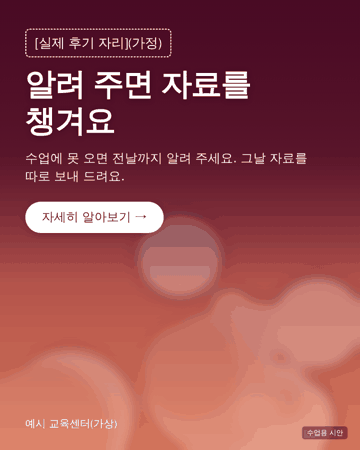 [실제 후기 자리](가정)
알려 주면 자료를
챙겨요
수업에 못 오면 전날까지 알려 주세요. 그날 자료를
따로 보내 드려요.
자세히 알아보기 →
예시 교육센터(가상)
수업용 시안